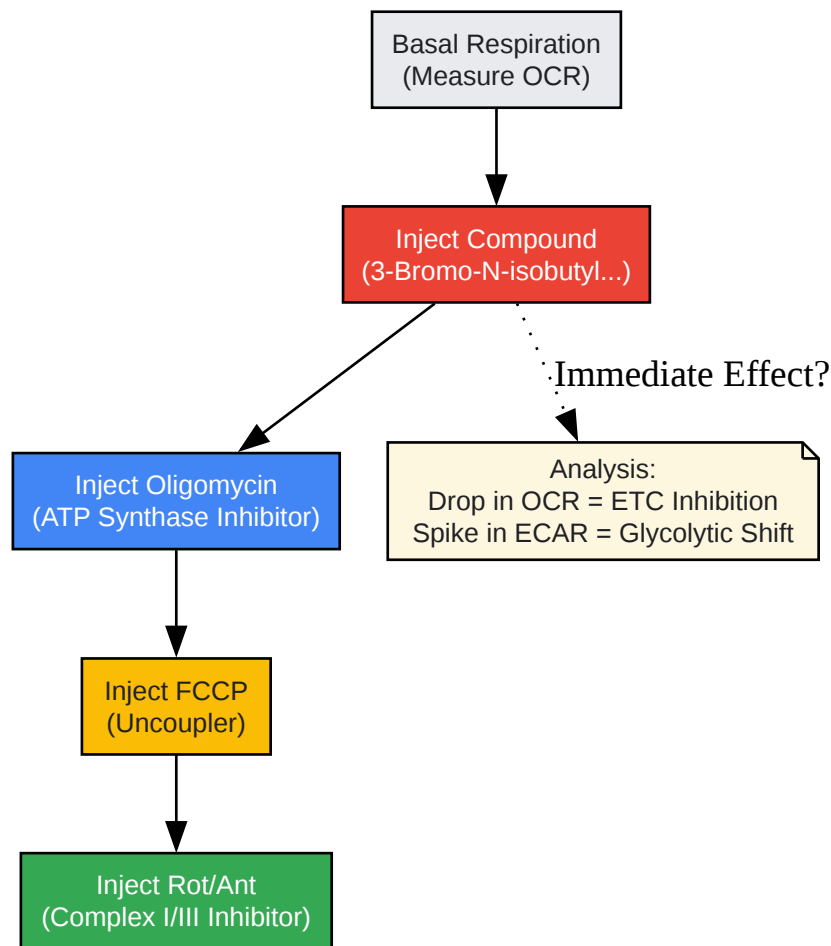 Basal Respiration
(Measure OCR)
Inject Compound
(3-Bromo-N-isobutyl...)
Immediate Effect?
Analysis:
Drop in OCR = ETC Inhibition
Spike in ECAR = Glycolytic Shift
Inject Oligomycin
(ATP Synthase Inhibitor)
Inject FCCP
(Uncoupler)
Inject Rot/Ant
(Complex I/III Inhibitor)